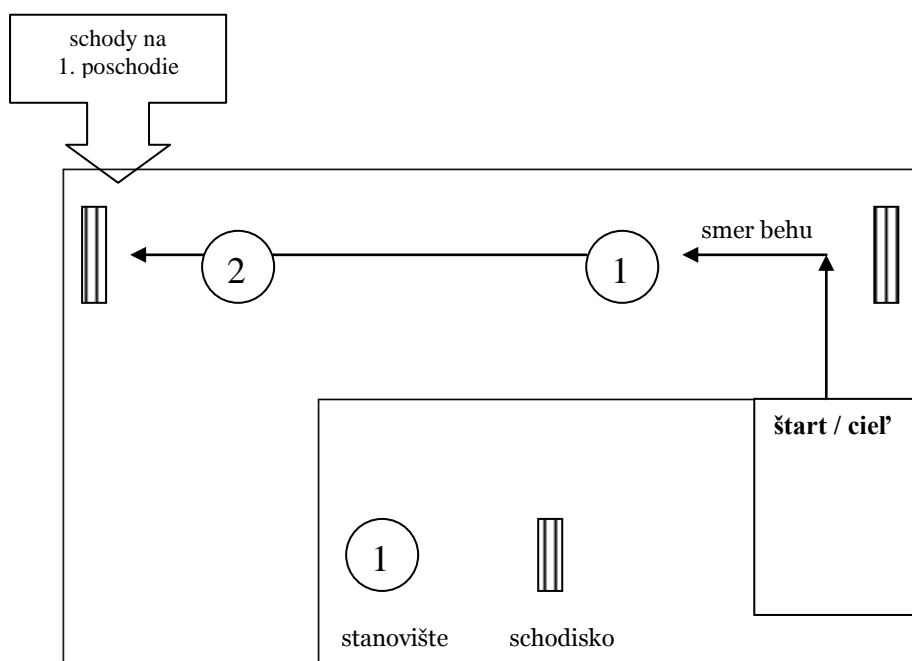 schody na
1. poschodie
smer behu
2
1
štart / cieľ
1
stanovište
schodisko